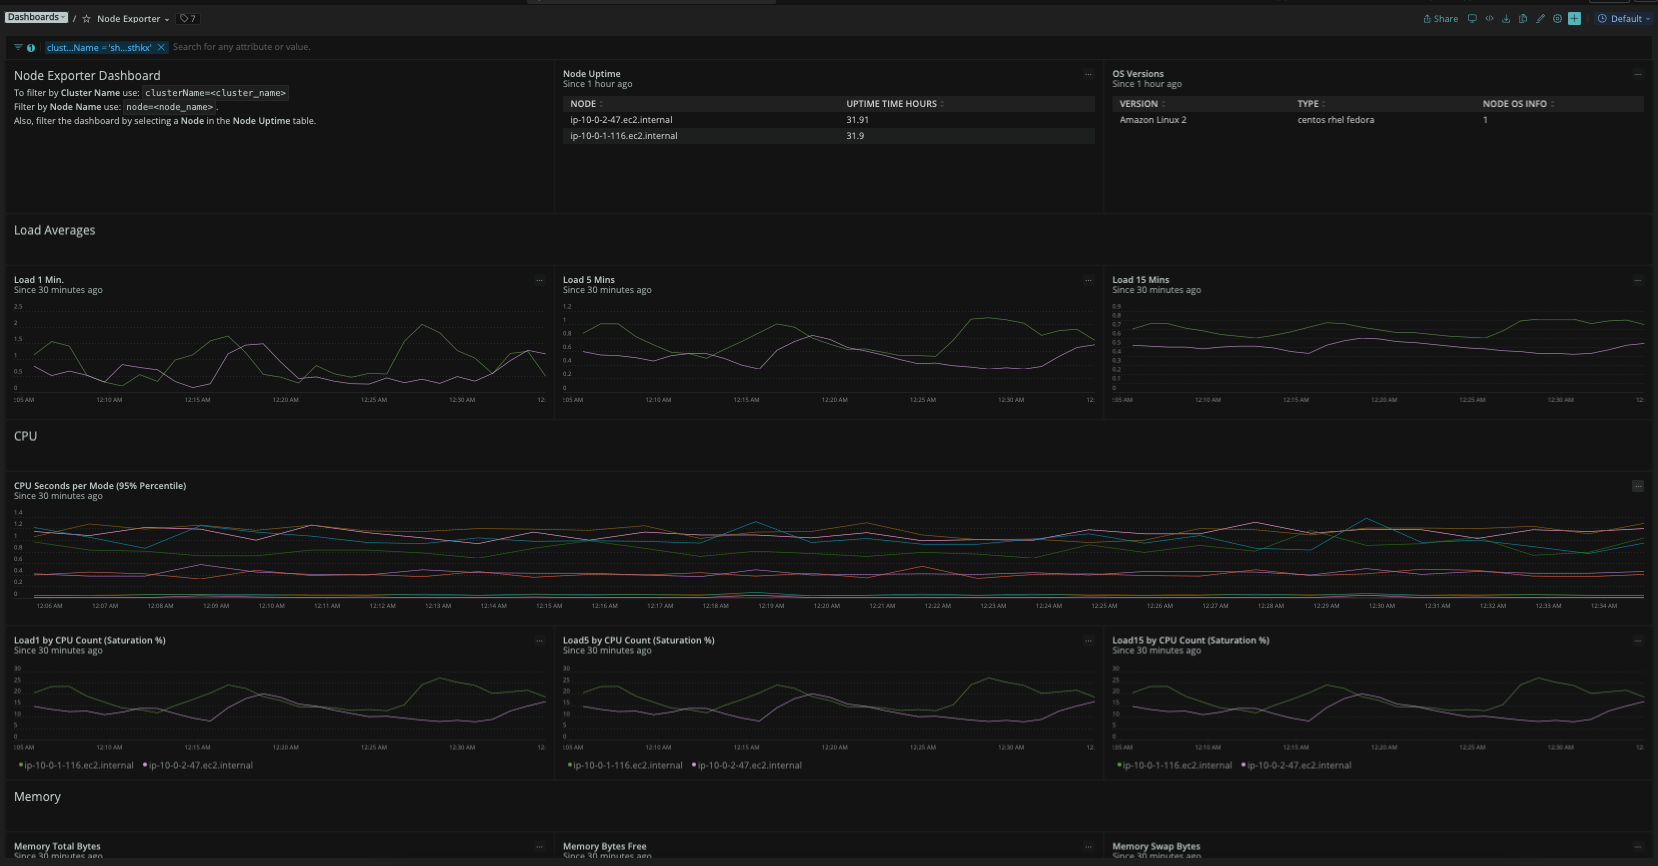 Dashboards / ☆ Node Exporter 7
Share Default
1 clust...Name = 'sh...sthkx' × Search for any attribute or value.
Node Exporter Dashboard
To filter by Cluster Name use: clusterName=<cluster_name>
Filter by Node Name use: node=<node_name>.
Also, filter the dashboard by selecting a Node in the Node Uptime table.
Node Uptime
Since 1 hour ago
NODE UPTIME TIME HOURS
ip-10-0-2-47.ec2.internal 31.91
ip-10-0-1-116.ec2.internal 31.9
OS Versions
Since 1 hour ago
VERSION TYPE NODE OS INFO
Amazon Linux 2 centos rhel fedora 1
Load Averages
Load 1 Min.
Since 30 minutes ago
2.5
2
1.5
1
0.5
0
:05 AM 12:10 AM 12:15 AM 12:20 AM 12:25 AM 12:30 AM 12:
Load 5 Mins
Since 30 minutes ago
1.2
1
0.8
0.6
0.4
0.2
0
:05 AM 12:10 AM 12:15 AM 12:20 AM 12:25 AM 12:30 AM 12:
Load 15 Mins
Since 30 minutes ago
0.9
0.8
0.7
0.6
0.5
0.4
0.3
0.2
0.1
0
:05 AM 12:10 AM 12:15 AM 12:20 AM 12:25 AM 12:30 AM 12:
CPU
CPU Seconds per Mode (95% Percentile)
Since 30 minutes ago
1.4
1.2
1
0.8
0.6
0.4
0.2
0
12:06 AM 12:07 AM 12:08 AM 12:09 AM 12:10 AM 12:11 AM 12:12 AM 12:13 AM 12:14 AM 12:15 AM 12:16 AM 12:17 AM 12:18 AM 12:19 AM 12:20 AM 12:21 AM 12:22 AM 12:23 AM 12:24 AM 12:25 AM 12:26 AM 12:27 AM 12:28 AM 12:29 AM 12:30 AM 12:31 AM 12:32 AM 12:33 AM 12:34 AM
Load1 by CPU Count (Saturation %)
Since 30 minutes ago
30
25
20
15
10
5
0
:05 AM 12:10 AM 12:15 AM 12:20 AM 12:25 AM 12:30 AM 12:
ip-10-0-1-116.ec2.internal ip-10-0-2-47.ec2.internal
Load5 by CPU Count (Saturation %)
Since 30 minutes ago
30
25
20
15
10
5
0
:05 AM 12:10 AM 12:15 AM 12:20 AM 12:25 AM 12:30 AM 12:
ip-10-0-1-116.ec2.internal ip-10-0-2-47.ec2.internal
Load15 by CPU Count (Saturation %)
Since 30 minutes ago
30
25
20
15
10
5
0
:05 AM 12:10 AM 12:15 AM 12:20 AM 12:25 AM 12:30 AM 12:
ip-10-0-1-116.ec2.internal ip-10-0-2-47.ec2.internal
Memory
Memory Total Bytes
Since 30 minutes ago
Memory Bytes Free
Since 30 minutes ago
Memory Swap Bytes
Since 30 minutes ago